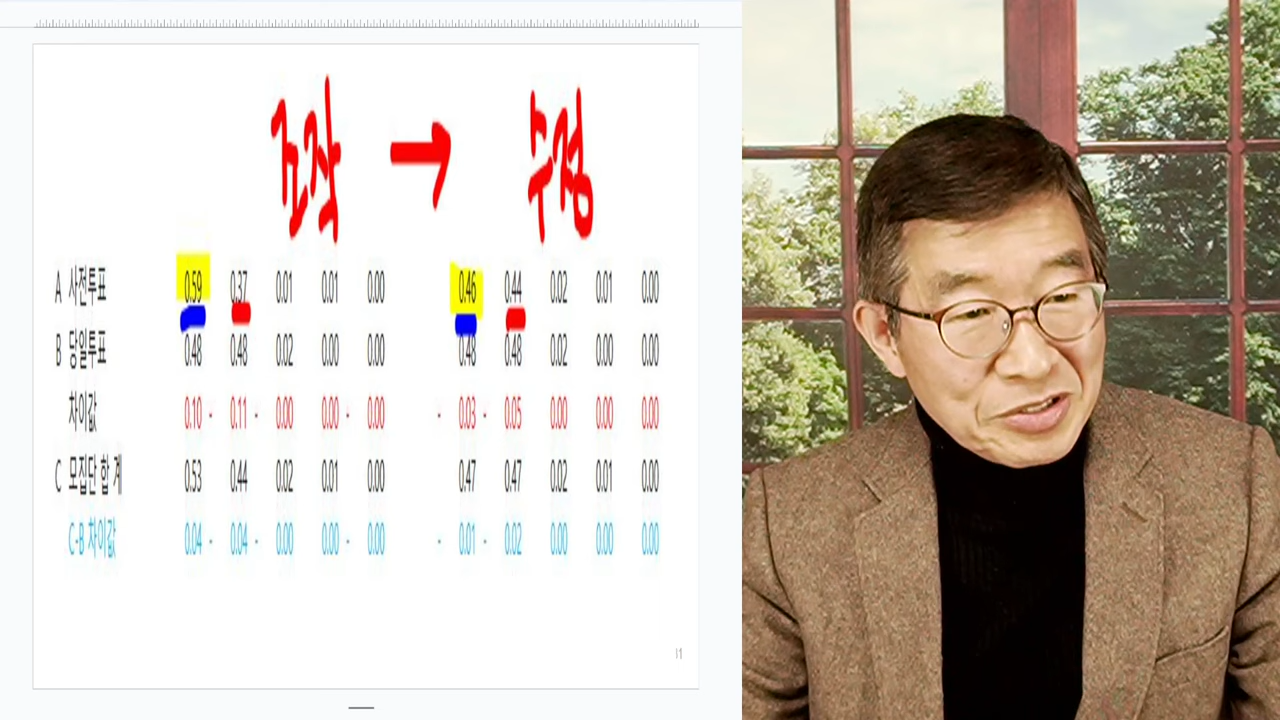 조작 → 수정
A 사전투표 0.59 0.37 0.01 0.01 0.00 0.46 0.44 0.02 0.01 0.00
B 당일투표 0.48 0.48 0.02 0.00 0.00 0.48 0.48 0.02 0.00 0.00
차이값 0.10 - 0.11 - 0.00 0.00 - 0.00 - 0.03 - 0.05 0.00 0.00 0.00
C 모집단 합 계 0.53 0.44 0.02 0.01 0.00 0.47 0.47 0.02 0.01 0.00
C-B 차이값 0.04 - 0.04 - 0.00 0.00 - 0.00 - 0.01 - 0.02 0.00 0.00 0.00
11